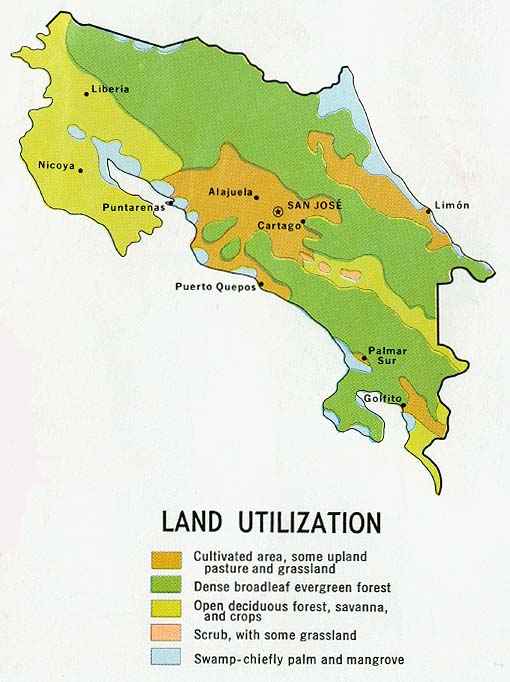 Liberia
Nicoya
Puntarenas
Alajuela
SAN JOSÉ
Cartago
Limón
Puerto Quepos
Palmar
Sur
Golfito
LAND UTILIZATION
Cultivated area, some upland
pasture and grassland
Dense broadleaf evergreen forest
Open deciduous forest, savanna,
and crops
Scrub, with some grassland
Swamp-chiefly palm and mangrove